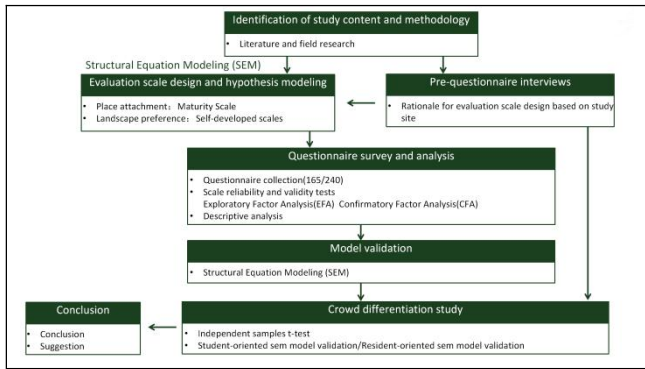 Identification of study content and methodology
• Literature and field research
Structural Equation Modeling (SEM)
Evaluation scale design and hypothesis modeling
• Place attachment：Maturity Scale
• Landscape preference：Self-developed scales
Pre-questionnaire interviews
• Rationale for evaluation scale design based on study
site
Questionnaire survey and analysis
• Questionnaire collection(165/240)
• Scale reliability and validity tests
Exploratory Factor Analysis(EFA) Confirmatory Factor Analysis(CFA)
• Descriptive analysis
Model validation
• Structural Equation Modeling (SEM)
Crowd differentiation study
• Independent samples t-test
• Student-oriented sem model validation/Resident-oriented sem model validation
Conclusion
• Conclusion
• Suggestion